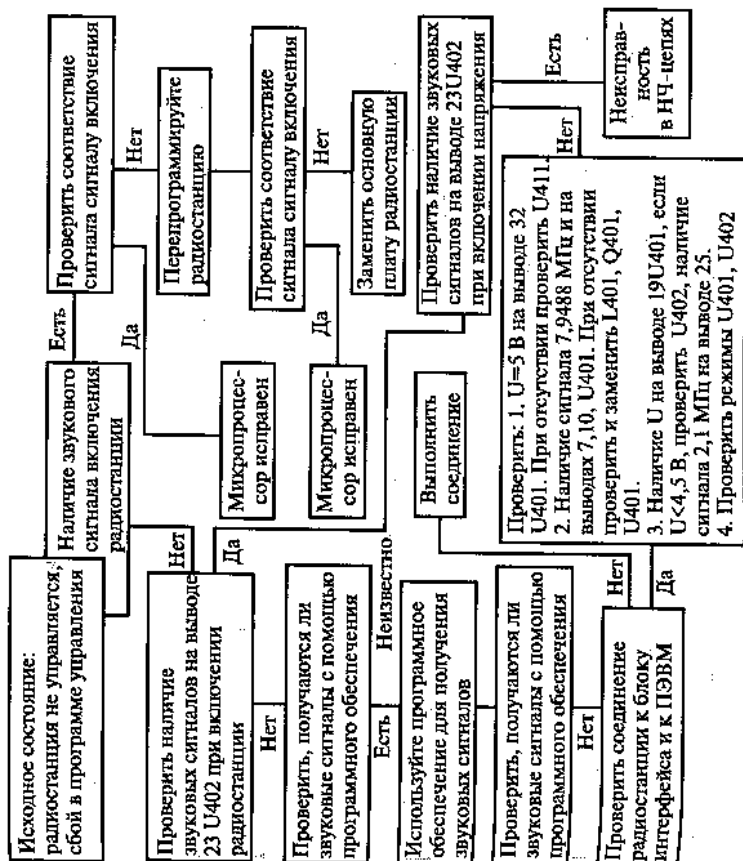 Исходное состояние:
радиостанция не управляется,
сбой в программе управления
Наличие звукового
сигнала включения
радиостанции
Есть
Проверить соответствие
сигнала сигналу включения
Да
Нет
Микропроцес-
сор исправен
Перепрограммируйте
радиостанцию
Проверить соответствие
сигнала сигналу включения
Да
Нет
Микропроцес-
сор исправен
Заменить основную
плату радиостанции
Нет
Проверить наличие
звуковых сигналов на выводе
23 U402 при включении
радиостанции
Да
Нет
Проверить, получаются ли
звуковые сигналы с помощью
программного обеспечения
Неизвестно
Есть
Используйте программное
обеспечение для получения
звуковых сигналов
Проверить, получаются ли
звуковые сигналы с помощью
программного обеспечения
Нет
Проверить соединение
радиостанции к блоку
интерфейса и к ПЭВМ
Нет
Да
Выполнить
соединение
Проверить наличие звуковых
сигналов на выводе 23U402
при включении напряжения
Нет
Есть
Неисправ-
ность
в НЧ-цепях
Проверить: 1. U=5 В на выводе 32
U401. При отсутствии проверить U411.
2. Наличие сигнала 7,9488 МГц и на
выводах 7,10, U401. При отсутствии
проверить и заменить L401, Q401,
U401.
3. Наличие U на выводе 19U401, если
U<4,5 В, проверить U402, наличие
сигнала 2,1 МГц на выводе 25.
4. Проверить режимы U401, U402